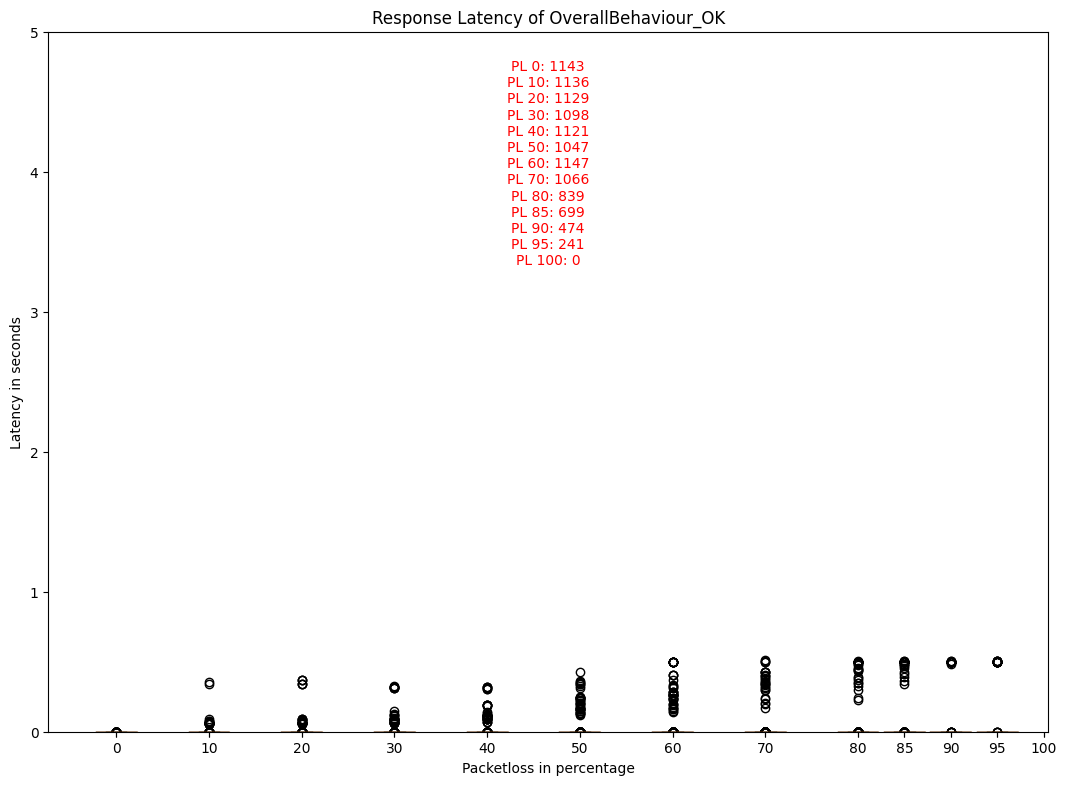 Response Latency of OverallBehaviour_OK
5
PL 0: 1143
PL 10: 1136
PL 20: 1129
PL 30: 1098
PL 40: 1121
PL 50: 1047
PL 60: 1147
PL 70: 1066
PL 80: 839
PL 85: 699
PL 90: 474
PL 95: 241
PL 100: 0
4
3
2
1
0
Latency in seconds
0 10 20 30 40 50 60 70 80 85 90 95 100
Packetloss in percentage